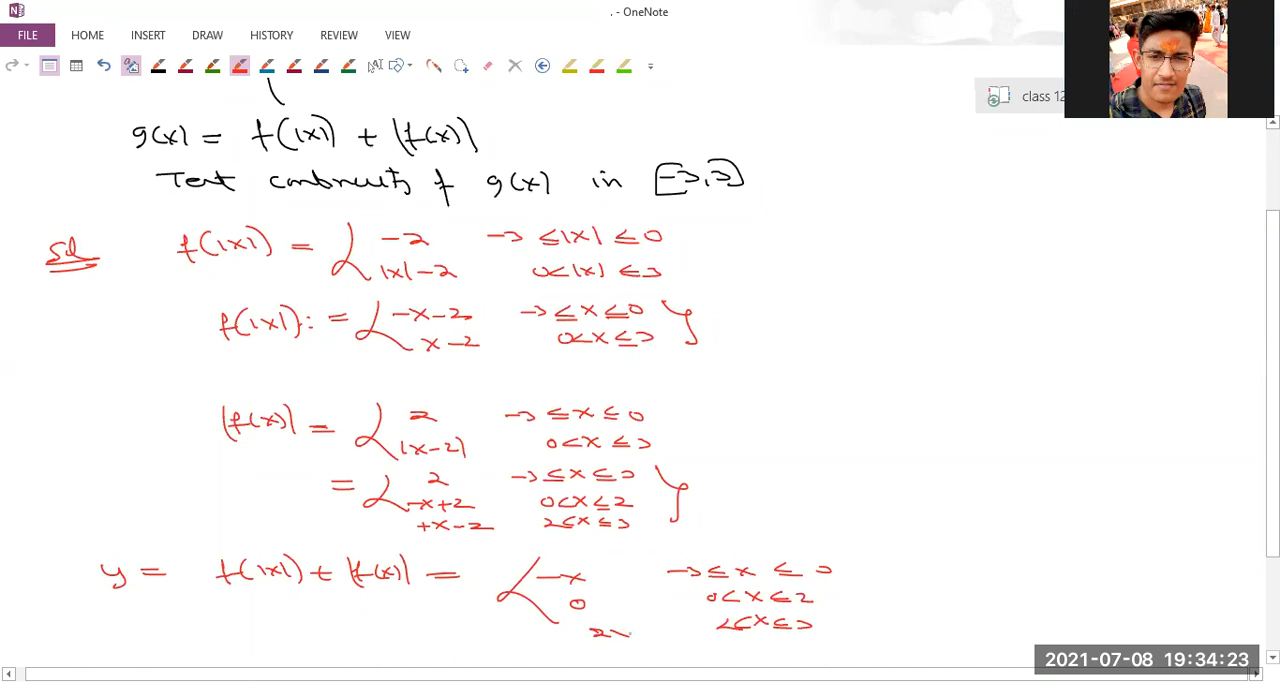 . - OneNote
FILE HOME INSERT DRAW HISTORY REVIEW VIEW
class 12
g(x) = f(|x|) + |f(x)|
Test continuity of g(x) in [-3,3]
Sol f(|x|) = { -2 -3 ≤ |x| ≤ 0
|x| - 2 0 < |x| ≤ 3
f(|x|) : = { -x-2 -3 ≤ x ≤ 0 }
x-2 0 < x ≤ 3
|f(x)| = { 2 -3 ≤ x ≤ 0
|x-2| 0 < x ≤ 3
= { 2 -3 ≤ x ≤ 0 }
-x+2 0 < x ≤ 2
+x-2 2 ≤ x ≤ 3
y = f(|x|) + |f(x)| = { -x -3 ≤ x ≤ 0
0 0 < x ≤ 2
2x 2 ≤ x ≤ 3
2021-07-08 19:34:23